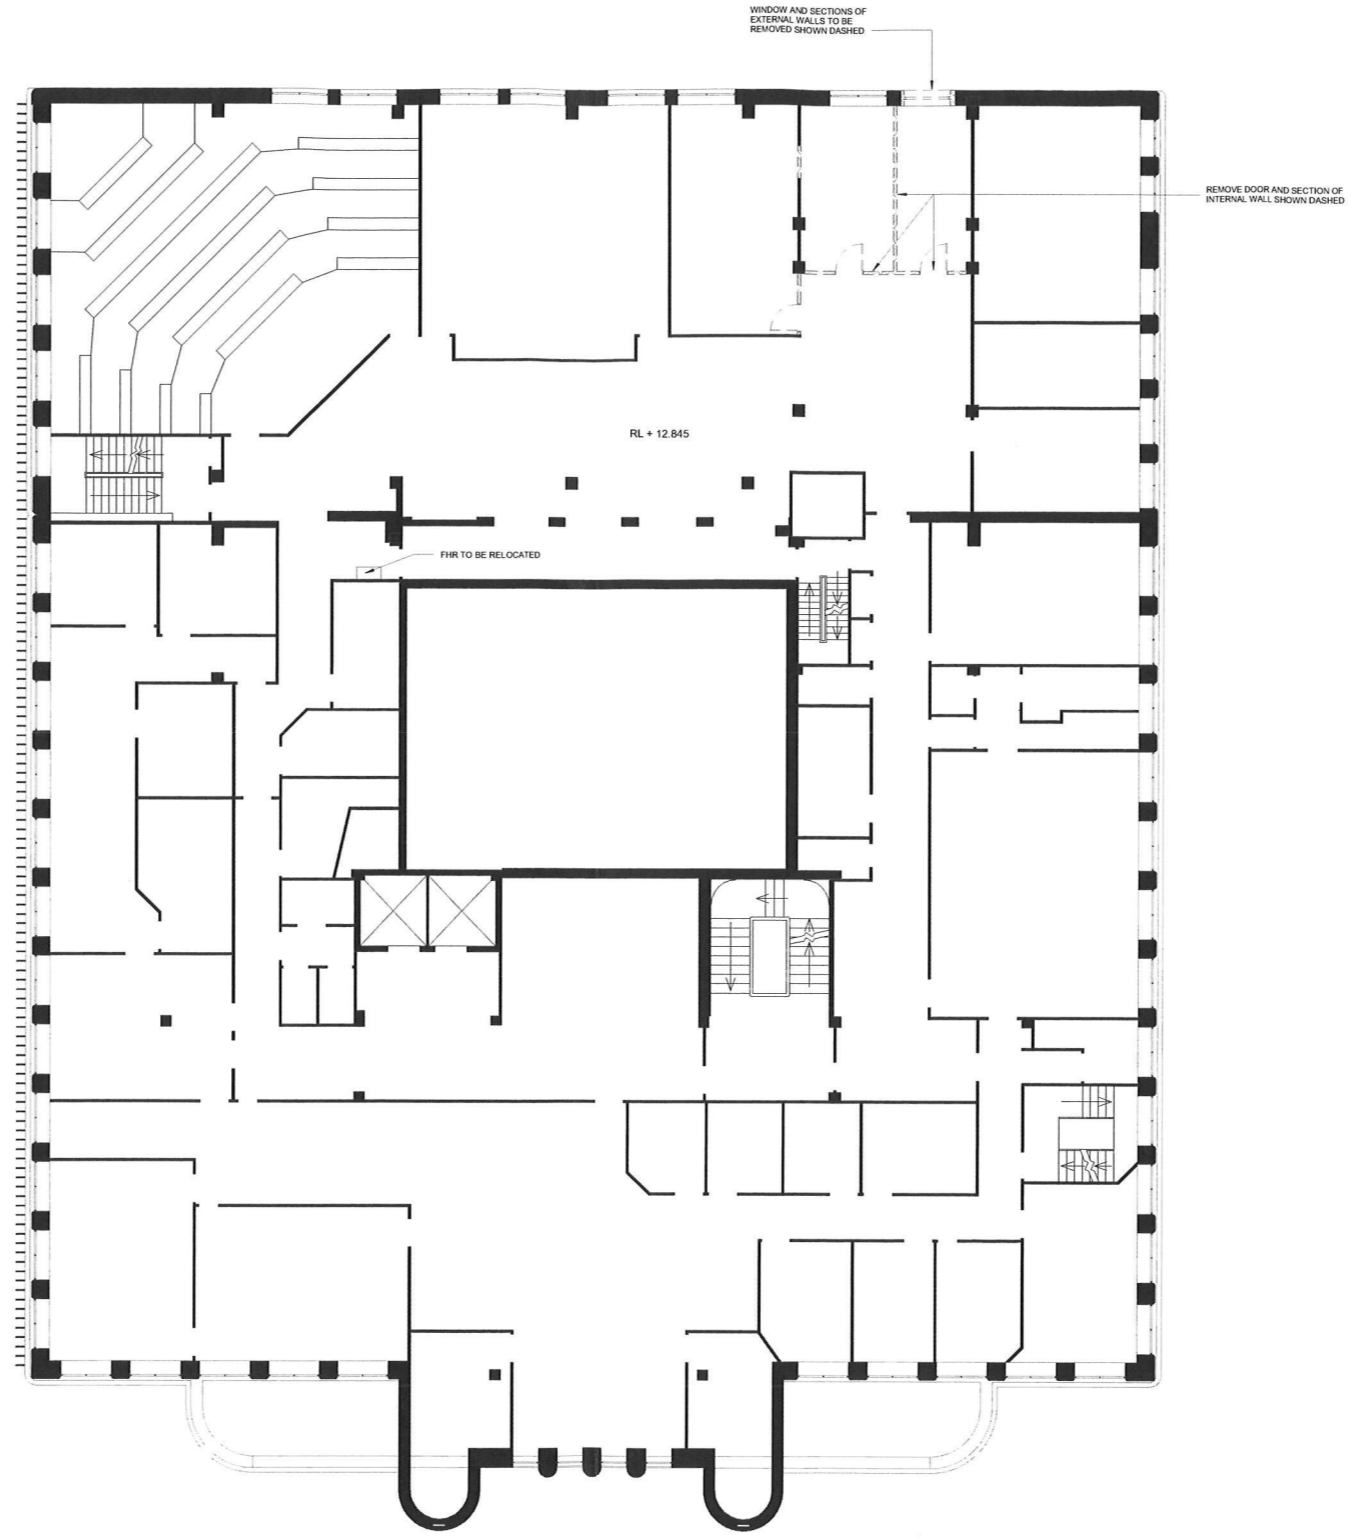 WINDOW AND SECTIONS OF
EXTERNAL WALLS TO BE
REMOVED SHOWN DASHED
REMOVE DOOR AND SECTION OF
INTERNAL WALL SHOWN DASHED
RL + 12.845
FHR TO BE RELOCATED